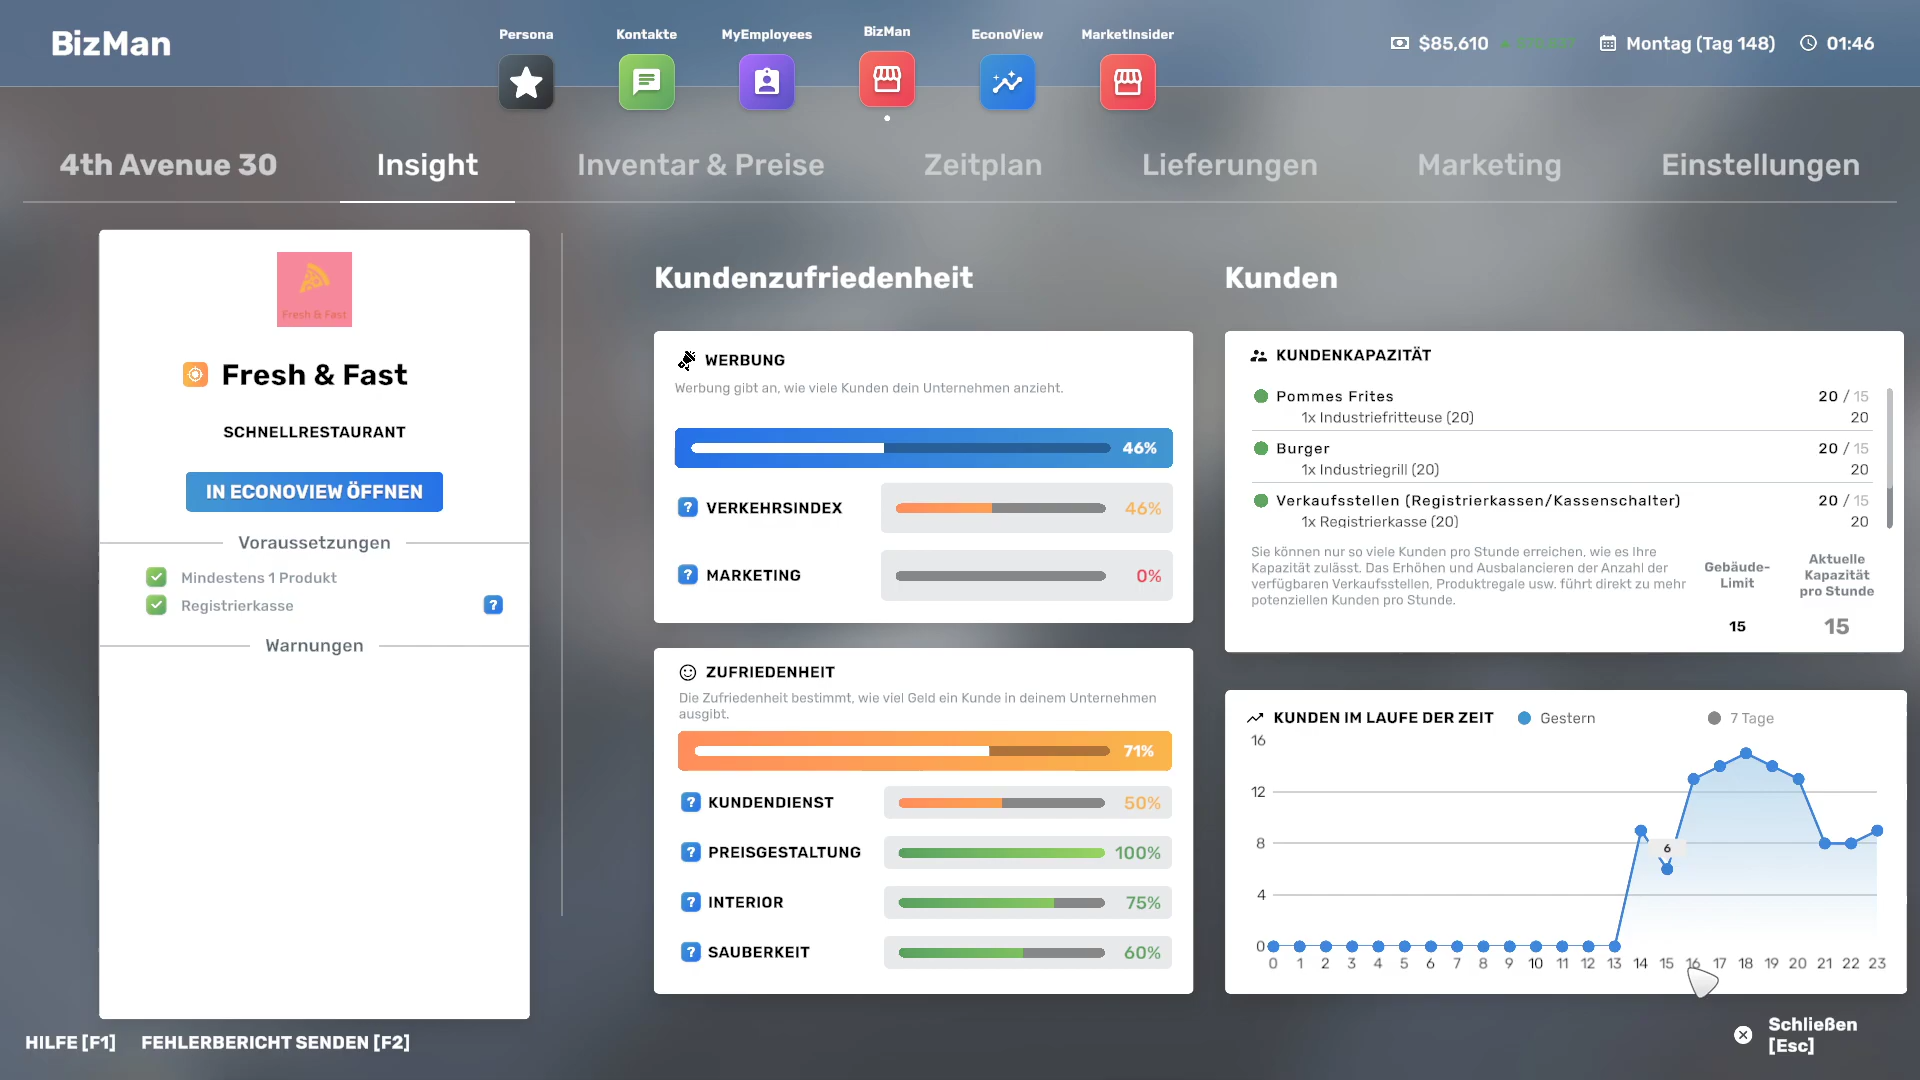 BizMan
Persona
Kontakte
MyEmployees
BizMan
EconoView
MarketInsider
$85,610
Montag (Tag 148)
01:46
4th Avenue 30
Insight
Inventar & Preise
Zeitplan
Lieferungen
Marketing
Einstellungen
Fresh & Fast
Fresh & Fast
SCHNELLRESTAURANT
IN ECONOVIEW ÖFFNEN
Voraussetzungen
Mindestens 1 Produkt
Registrierkasse
?
Warnungen
Kundenzufriedenheit
WERBUNG
Werbung gibt an, wie viele Kunden dein Unternehmen anzieht.
46%
? VERKEHRSINDEX 46%
? MARKETING 0%
ZUFRIEDENHEIT
Die Zufriedenheit bestimmt, wie viel Geld ein Kunde in deinem Unternehmen
ausgibt.
71%
? KUNDENDIENST 50%
? PREISGESTALTUNG 100%
? INTERIOR 75%
? SAUBERKEIT 60%
Kunden
KUNDENKAPAZITÄT
Pommes Frites 20 / 15
1x Industriefritteuse (20) 20
Burger 20 / 15
1x Industriegrill (20) 20
Verkaufsstellen (Registrierkassen/Kassenschalter) 20 / 15
1x Registrierkasse (20) 20
Sie können nur so viele Kunden pro Stunde erreichen, wie es Ihre
Kapazität zulässt. Das Erhöhen und Ausbalancieren der Anzahl der
verfügbaren Verkaufsstellen, Produktregale usw. führt direkt zu mehr
potenziellen Kunden pro Stunde.
Gebäude-
Limit
15
Aktuelle
Kapazität
pro Stunde
15
KUNDEN IM LAUFE DER ZEIT
Gestern
7 Tage
16
12
8
4
0
6
0 1 2 3 4 5 6 7 8 9 10 11 12 13 14 15 16 17 18 19 20 21 22 23
HILFE [F1]
FEHLERBERICHT SENDEN [F2]
Schließen
[Esc]